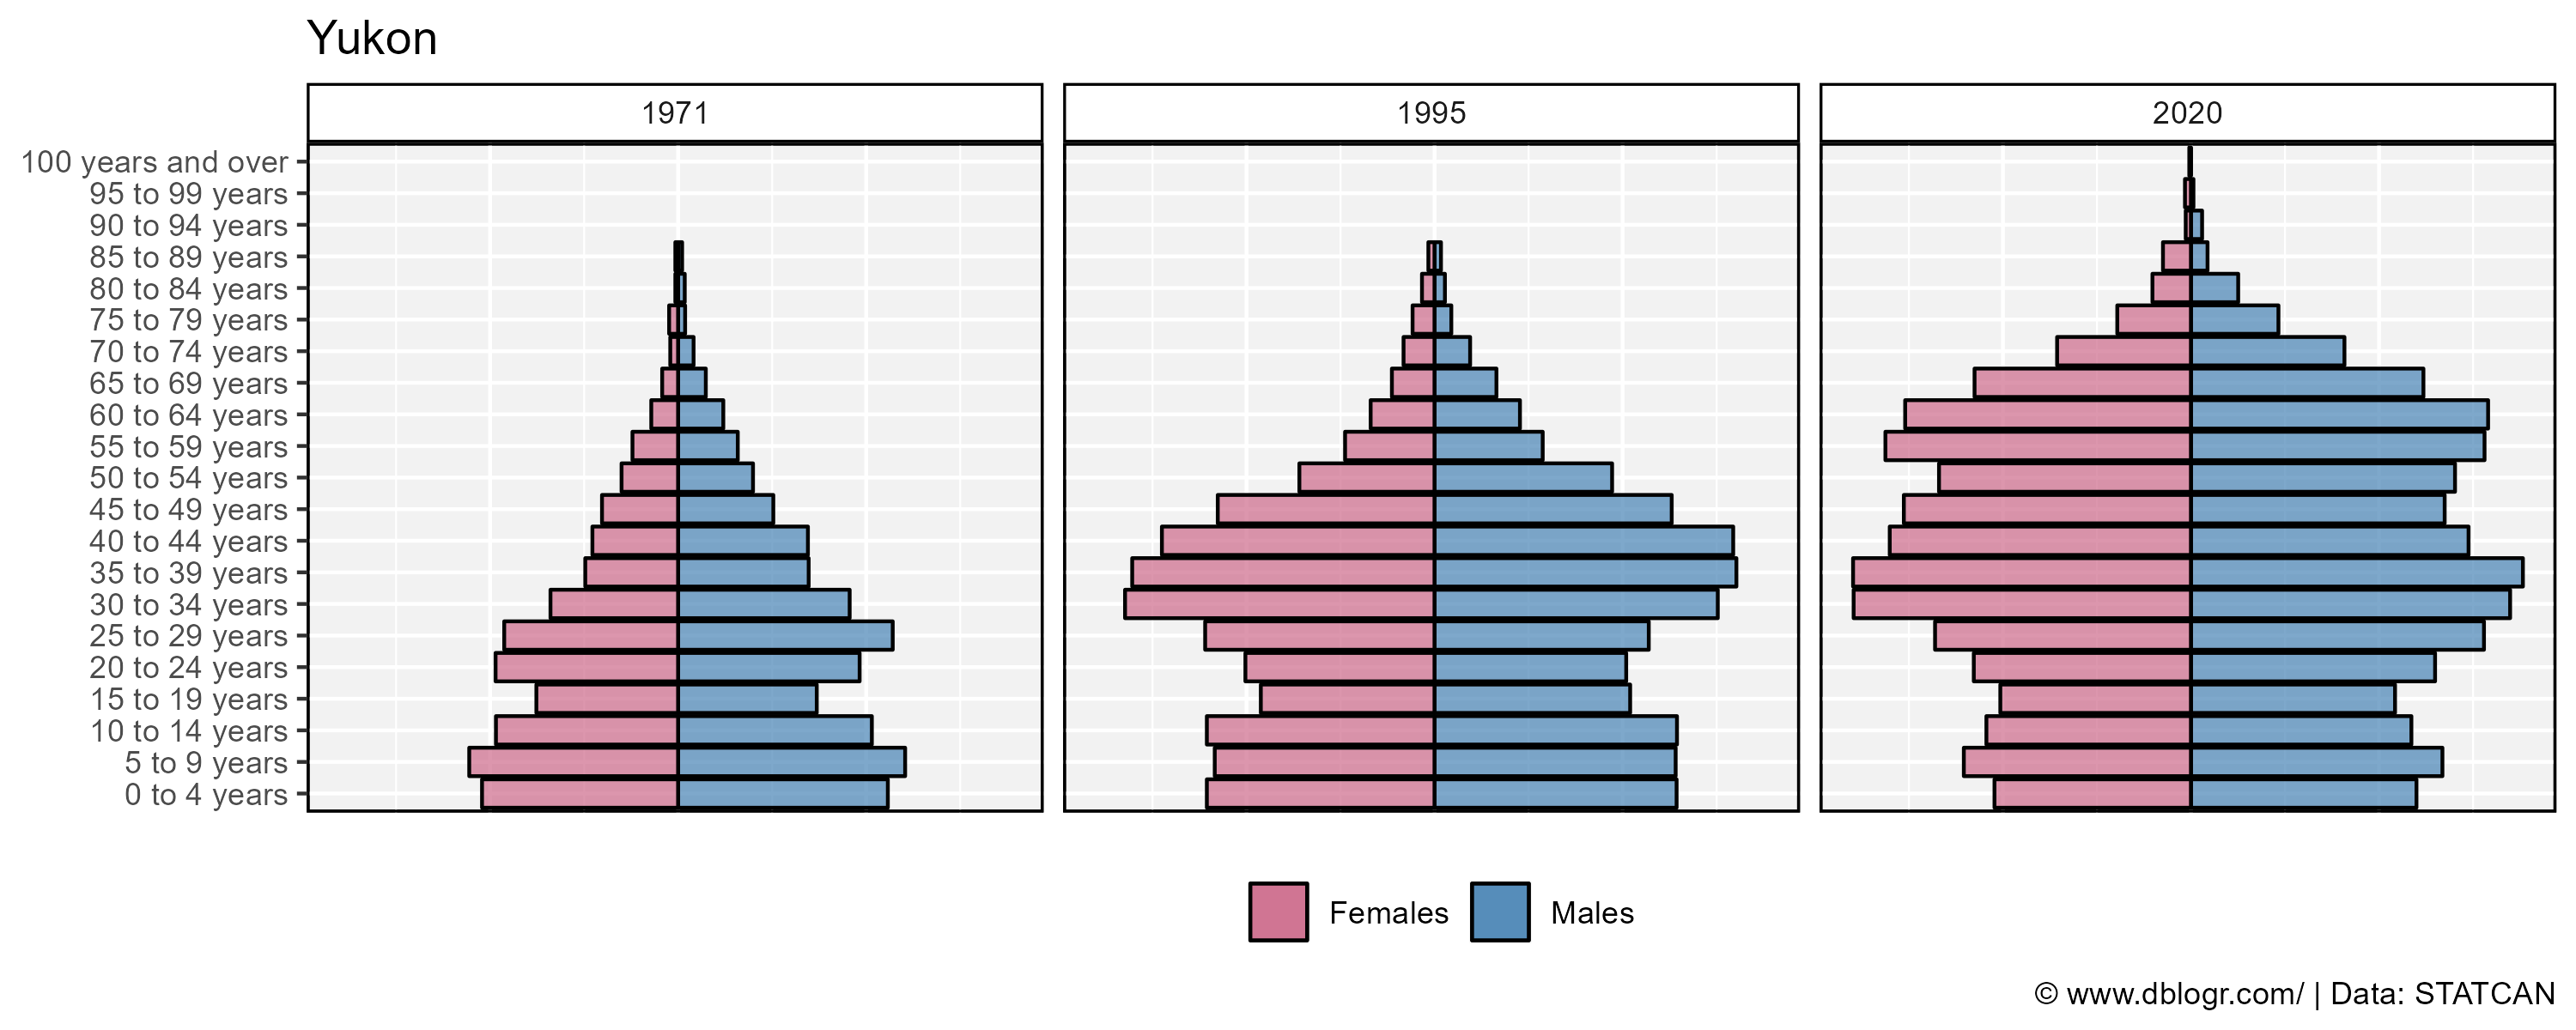 Yukon
1971
1995
2020
100 years and over
95 to 99 years
90 to 94 years
85 to 89 years
80 to 84 years
75 to 79 years
70 to 74 years
65 to 69 years
60 to 64 years
55 to 59 years
50 to 54 years
45 to 49 years
40 to 44 years
35 to 39 years
30 to 34 years
25 to 29 years
20 to 24 years
15 to 19 years
10 to 14 years
5 to 9 years
0 to 4 years
Females
Males
© www.dblogr.com/ | Data: STATCAN